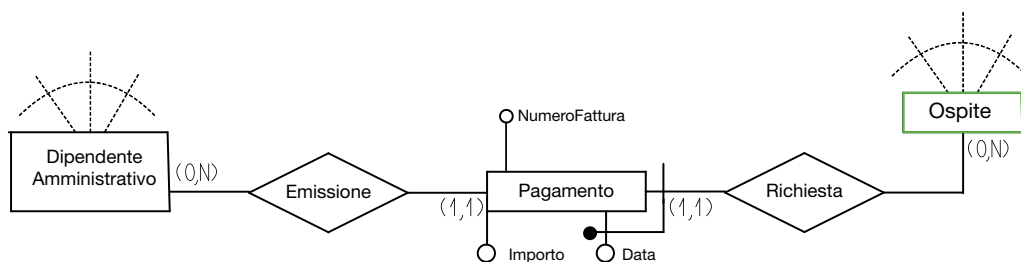 Ospite
NumeroFattura
(0,N)
Dipendente
Amministrativo
(0,N)
Emissione
(1,1)
Pagamento
(1,1)
Richiesta
Importo
Data